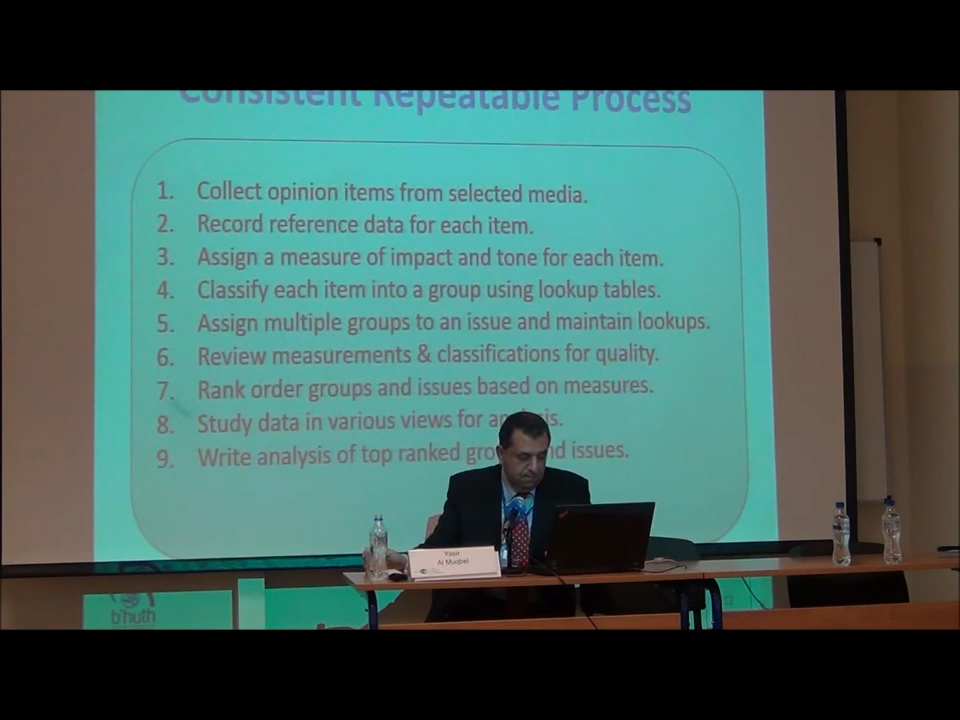 Consistent Repeatable Process
1. Collect opinion items from selected media.
2. Record reference data for each item.
3. Assign a measure of impact and tone for each item.
4. Classify each item into a group using lookup tables.
5. Assign multiple groups to an issue and maintain lookups.
6. Review measurements & classifications for quality.
7. Rank order groups and issues based on measures.
8. Study data in various views for
9. Write analysis of top ranked issues.
Yasir
Al Muqbel
b'huth
12